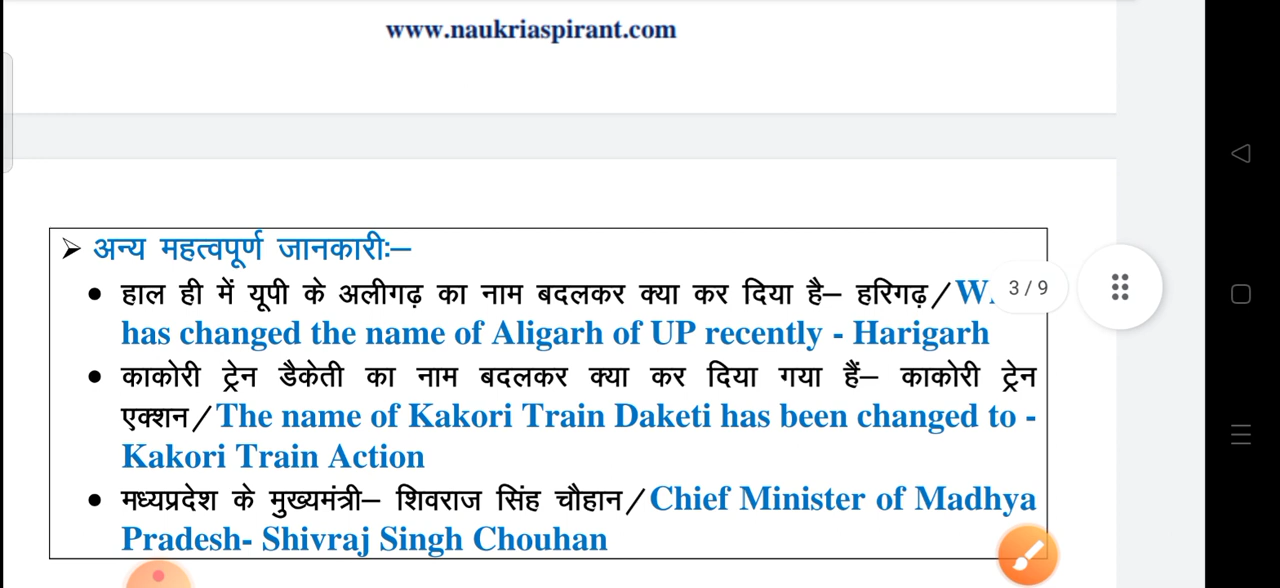 www.naukriaspirant.com
➢ अन्य महत्वपूर्ण जानकारीः–
• हाल ही में यूपी के अलीगढ़ का नाम बदलकर क्या कर दिया है– हरिगढ़/
3 / 9
has changed the name of Aligarh of UP recently - Harigarh
• काकोरी ट्रेन डैकेती का नाम बदलकर क्या कर दिया गया हैं– काकोरी ट्रेन
एक्शन/The name of Kakori Train Daketi has been changed to -
Kakori Train Action
• मध्यप्रदेश के मुख्यमंत्री– शिवराज सिंह चौहान/Chief Minister of Madhya
Pradesh- Shivraj Singh Chouhan